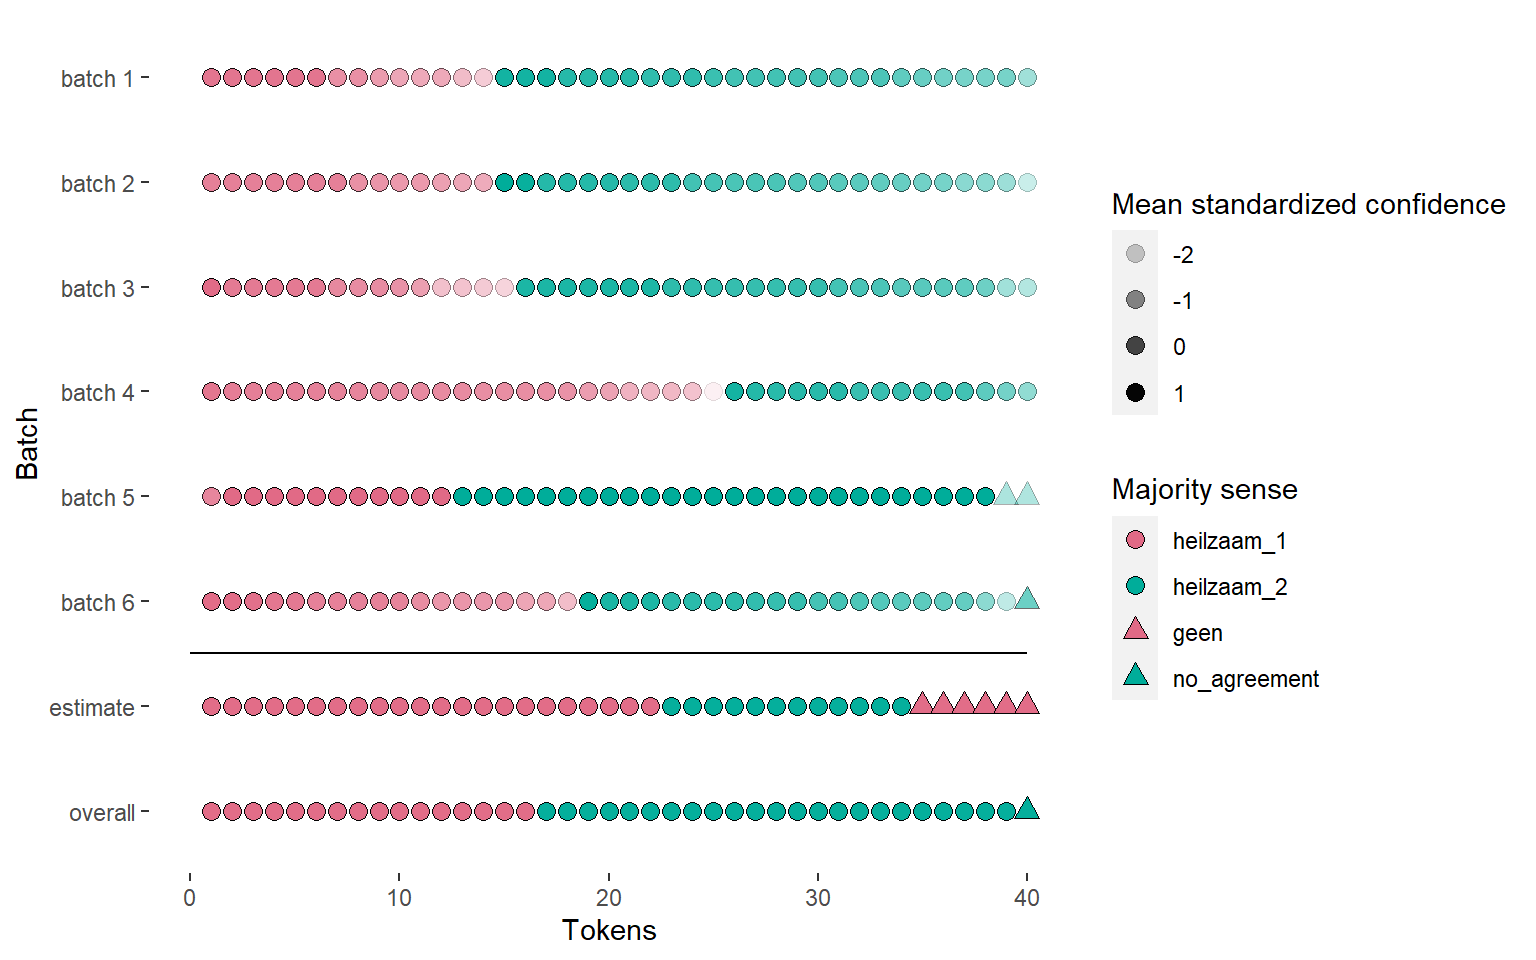 batch 1
batch 2
batch 3
batch 4
batch 5
batch 6
estimate
overall
Batch
0 10 20 30 40
Tokens
Mean standardized confidence
-2
-1
0
1
Majority sense
heilzaam_1
heilzaam_2
geen
no_agreement